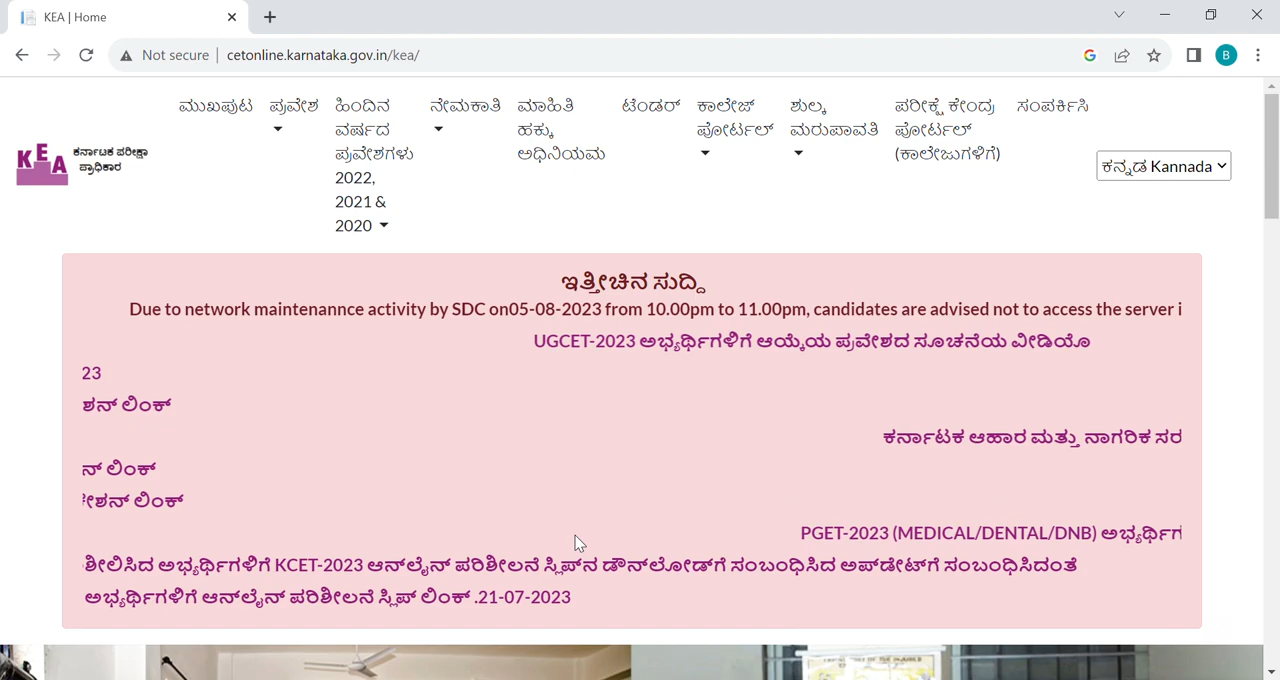 KEA | Home
Not secure
cetonline.karnataka.gov.in/kea/
B
KEA
ಕರ್ನಾಟಕ ಪರೀಕ್ಷಾ
ಪ್ರಾಧಿಕಾರ
ಮುಖಪುಟ
ಪ್ರವೇಶ
ಹಿಂದಿನ
ವರ್ಷದ
ಪ್ರವೇಶಗಳು
2022,
2021 &
2020
ನೇಮಕಾತಿ
ಮಾಹಿತಿ
ಹಕ್ಕು
ಅಧಿನಿಯಮ
ಟೆಂಡರ್
ಕಾಲೇಜ್
ಪೋರ್ಟಲ್
ಶುಲ್ಕ
ಮರುಪಾವತಿ
ಪರೀಕ್ಷೆ ಕೇಂದ್ರ
ಪೋರ್ಟಲ್
(ಕಾಲೇಜುಗಳಿಗೆ)
ಸಂಪರ್ಕಿಸಿ
ಕನ್ನಡ Kannada
ಇತ್ತೀಚಿನ ಸುದ್ದಿ
Due to network maintenannce activity by SDC on05-08-2023 from 10.00pm to 11.00pm, candidates are advised not to access the server i
UGCET-2023 ಅಭ್ಯರ್ಥಿಗಳಿಗೆ ಆಯ್ಕೆಯ ಪ್ರವೇಶದ ಸೂಚನೆಯ ವೀಡಿಯೊ
23
ಶನ್ ಲಿಂಕ್
ಕರ್ನಾಟಕ ಆಹಾರ ಮತ್ತು ನಾಗರಿಕ ಸರ
ನ್ ಲಿಂಕ್
ಕೇಶನ್ ಲಿಂಕ್
PGET-2023 (MEDICAL/DENTAL/DNB) ಅಭ್ಯರ್ಥಿಗ
ಶೀಲಿಸಿದ ಅಭ್ಯರ್ಥಿಗಳಿಗೆ KCET-2023 ಆನ್‌ಲೈನ್ ಪರಿಶೀಲನೆ ಸ್ಲಿಪ್‌ನ ಡೌನ್‌ಲೋಡ್‌ಗೆ ಸಂಬಂಧಿಸಿದ ಅಪ್‌ಡೇಟ್‌ಗೆ ಸಂಬಂಧಿಸಿದಂತೆ
ಅಭ್ಯರ್ಥಿಗಳಿಗೆ ಆನ್‌ಲೈನ್ ಪರಿಶೀಲನೆ ಸ್ಲಿಪ್ ಲಿಂಕ್ .21-07-2023